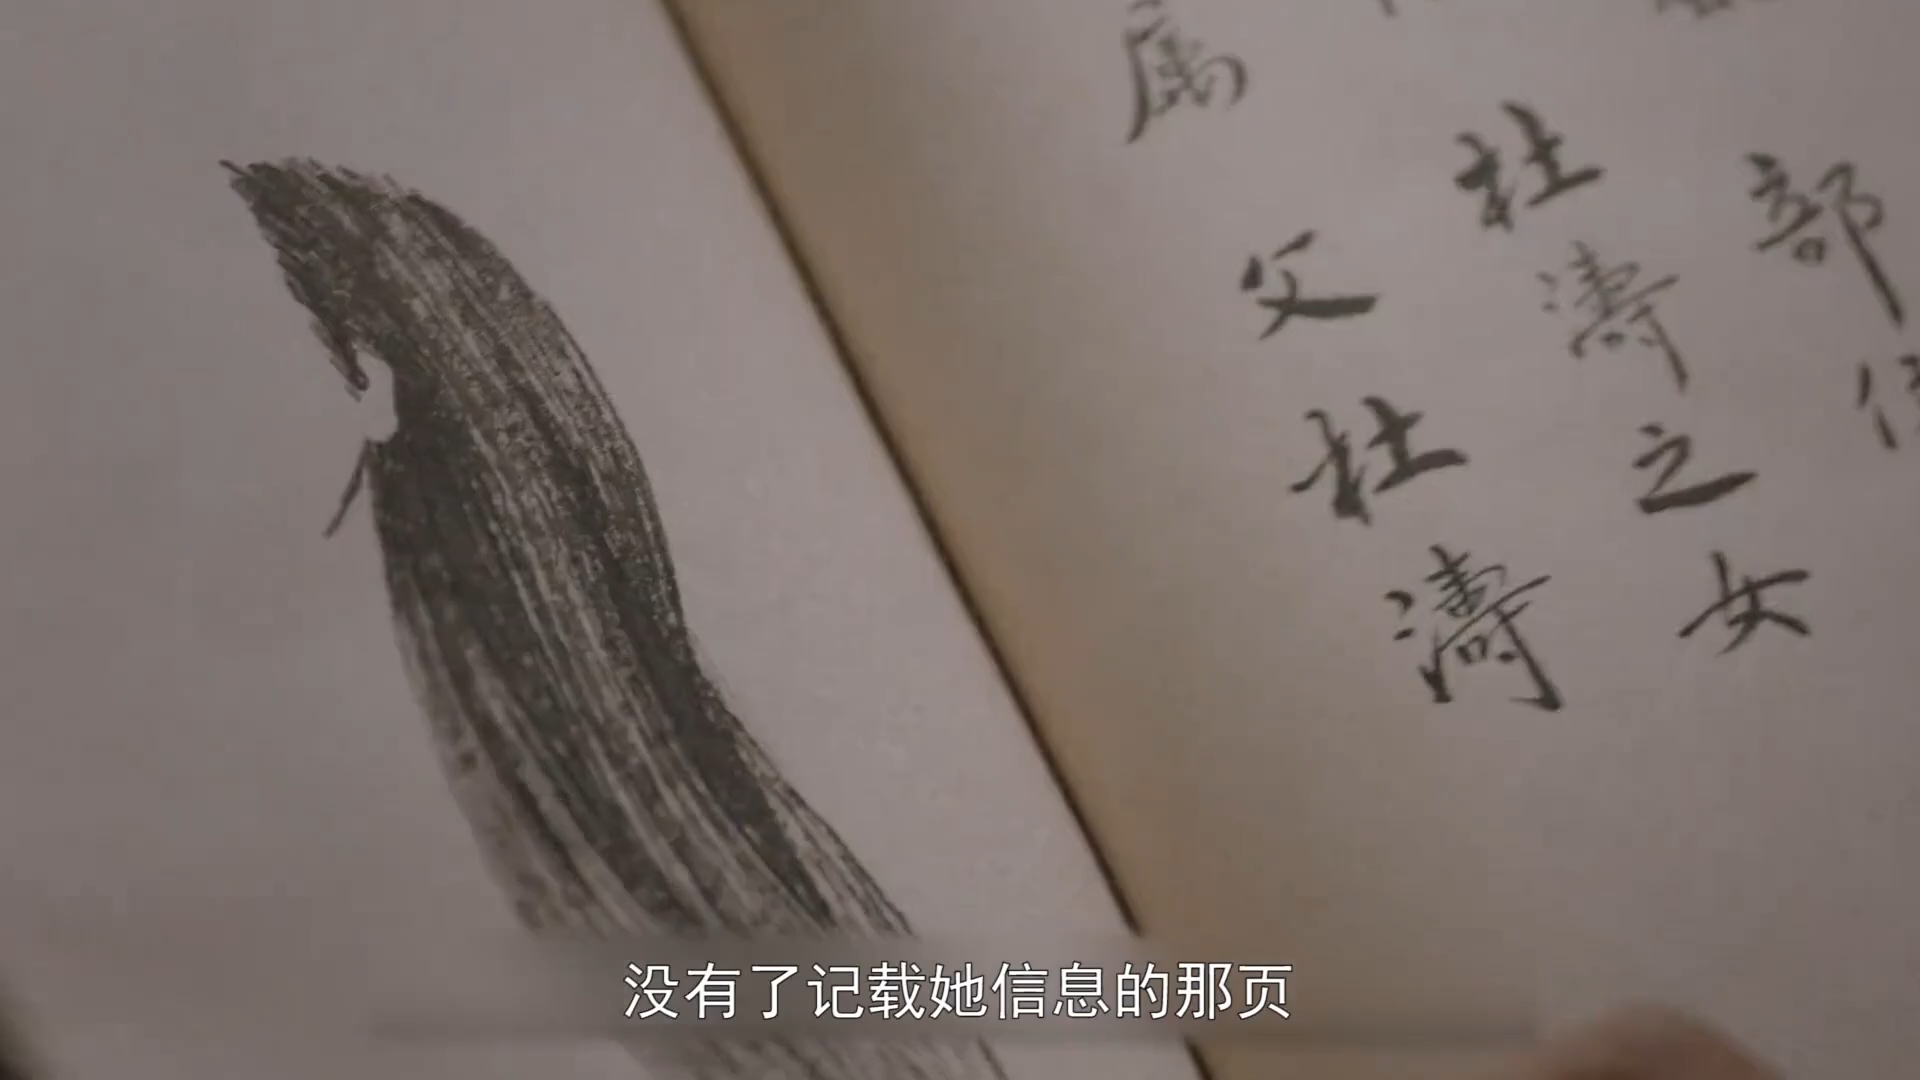 部
杜濤之女
属 父杜濤
没有了记载她信息的那页